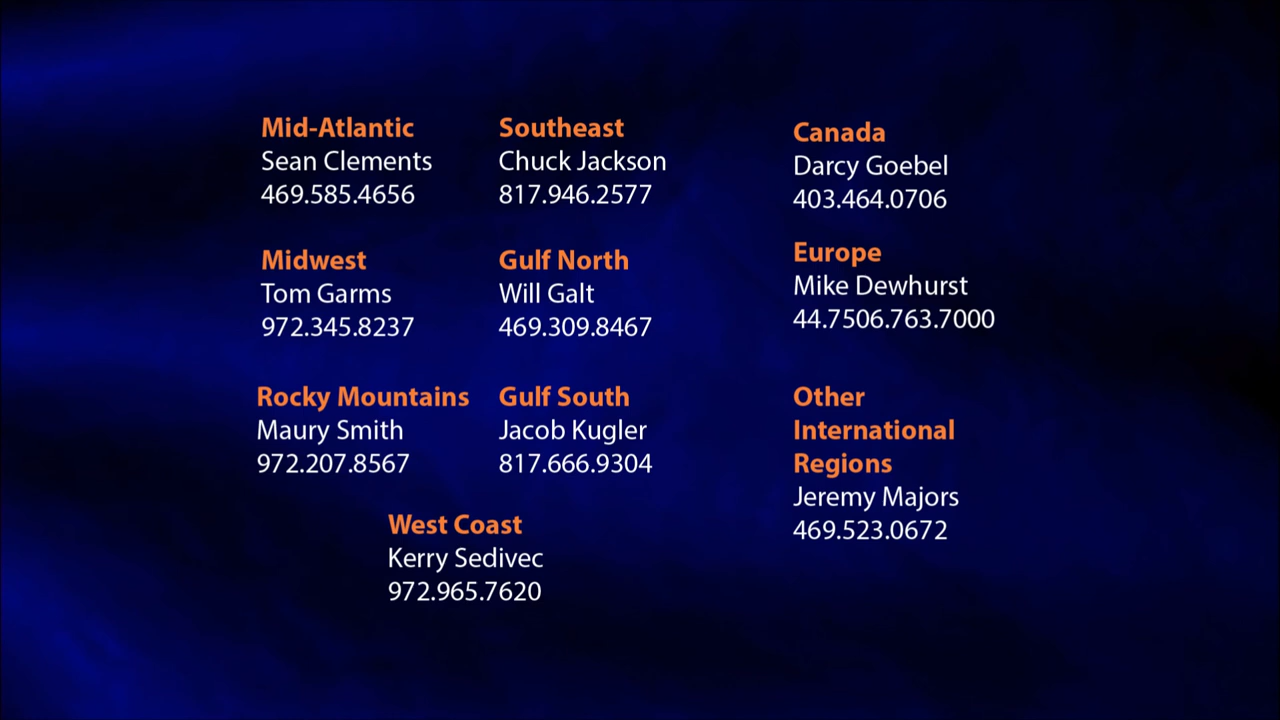 Mid-Atlantic
Sean Clements
469.585.4656
Southeast
Chuck Jackson
817.946.2577
Canada
Darcy Goebel
403.464.0706
Midwest
Tom Garms
972.345.8237
Gulf North
Will Galt
469.309.8467
Europe
Mike Dewhurst
44.7506.763.7000
Rocky Mountains
Maury Smith
972.207.8567
Gulf South
Jacob Kugler
817.666.9304
Other
International
Regions
Jeremy Majors
469.523.0672
West Coast
Kerry Sedivec
972.965.7620